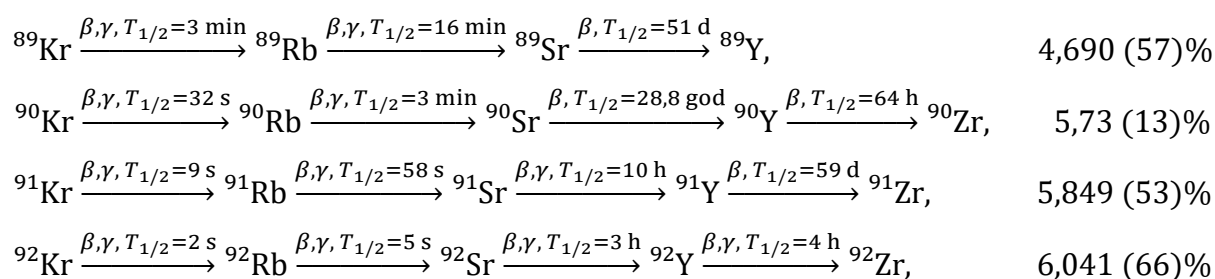 ⁸⁹Kr —β,γ, T₁/₂=3 min→ ⁸⁹Rb —β,γ, T₁/₂=16 min→ ⁸⁹Sr —β, T₁/₂=51 d→ ⁸⁹Y, 4,690 (57)%
⁹⁰Kr —β,γ, T₁/₂=32 s→ ⁹⁰Rb —β,γ, T₁/₂=3 min→ ⁹⁰Sr —β, T₁/₂=28,8 god→ ⁹⁰Y —β, T₁/₂=64 h→ ⁹⁰Zr, 5,73 (13)%
⁹¹Kr —β,γ, T₁/₂=9 s→ ⁹¹Rb —β,γ, T₁/₂=58 s→ ⁹¹Sr —β,γ, T₁/₂=10 h→ ⁹¹Y —β, T₁/₂=59 d→ ⁹¹Zr, 5,849 (53)%
⁹²Kr —β,γ, T₁/₂=2 s→ ⁹²Rb —β,γ, T₁/₂=5 s→ ⁹²Sr —β,γ, T₁/₂=3 h→ ⁹²Y —β,γ, T₁/₂=4 h→ ⁹²Zr, 6,041 (66)%